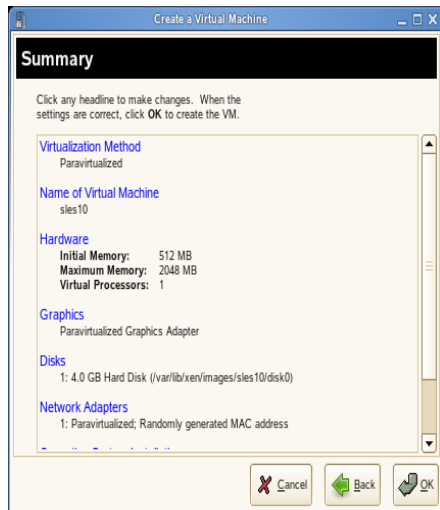 Create a Virtual Machine
Summary
Click any headline to make changes. When the
settings are correct, click OK to create the VM.
Virtualization Method
Paravirtualized
Name of Virtual Machine
sles10
Hardware
Initial Memory: 512 MB
Maximum Memory: 2048 MB
Virtual Processors: 1
Graphics
Paravirtualized Graphics Adapter
Disks
1: 4.0 GB Hard Disk (/var/lib/xen/images/sles10/disk0)
Network Adapters
1: Paravirtualized; Randomly generated MAC address
Cancel Back OK